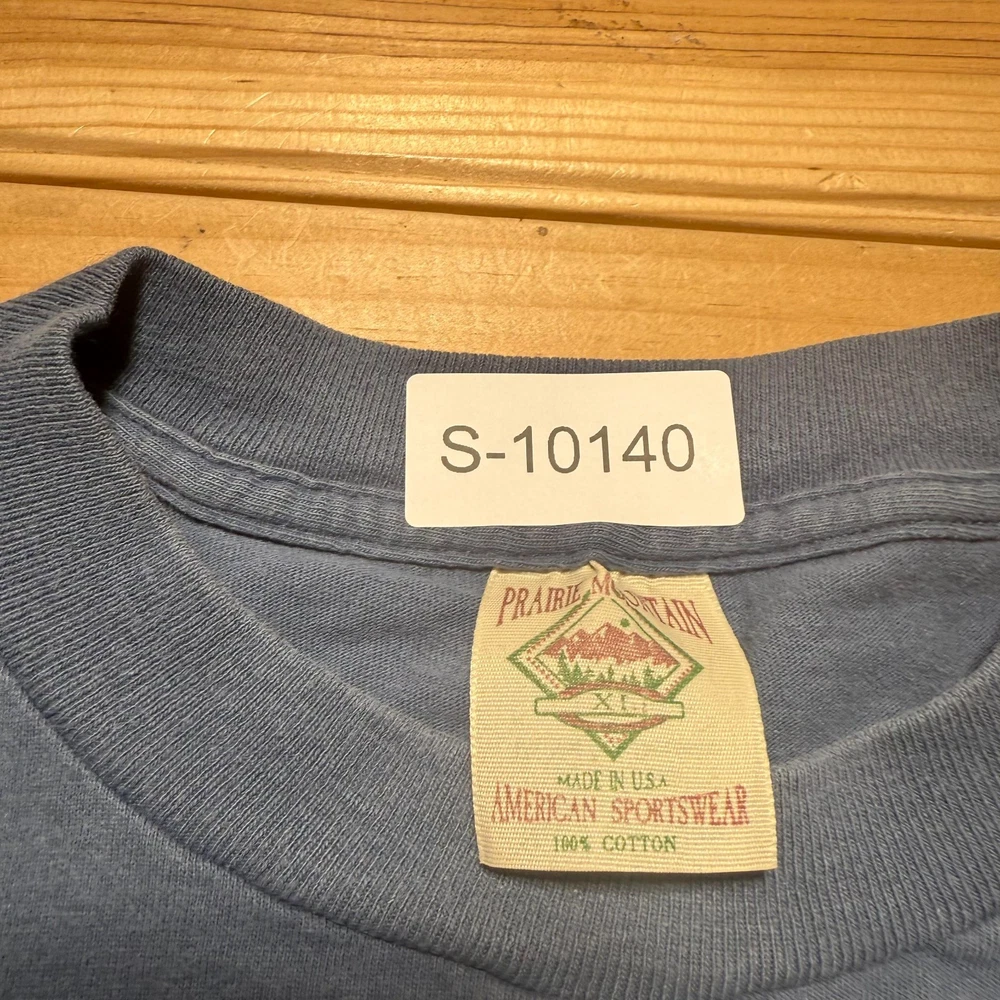 S-10140
PRAIRIE MOUNTAIN
XL
MADE IN U.S.A
AMERICAN SPORTSWEAR
100% COTTON